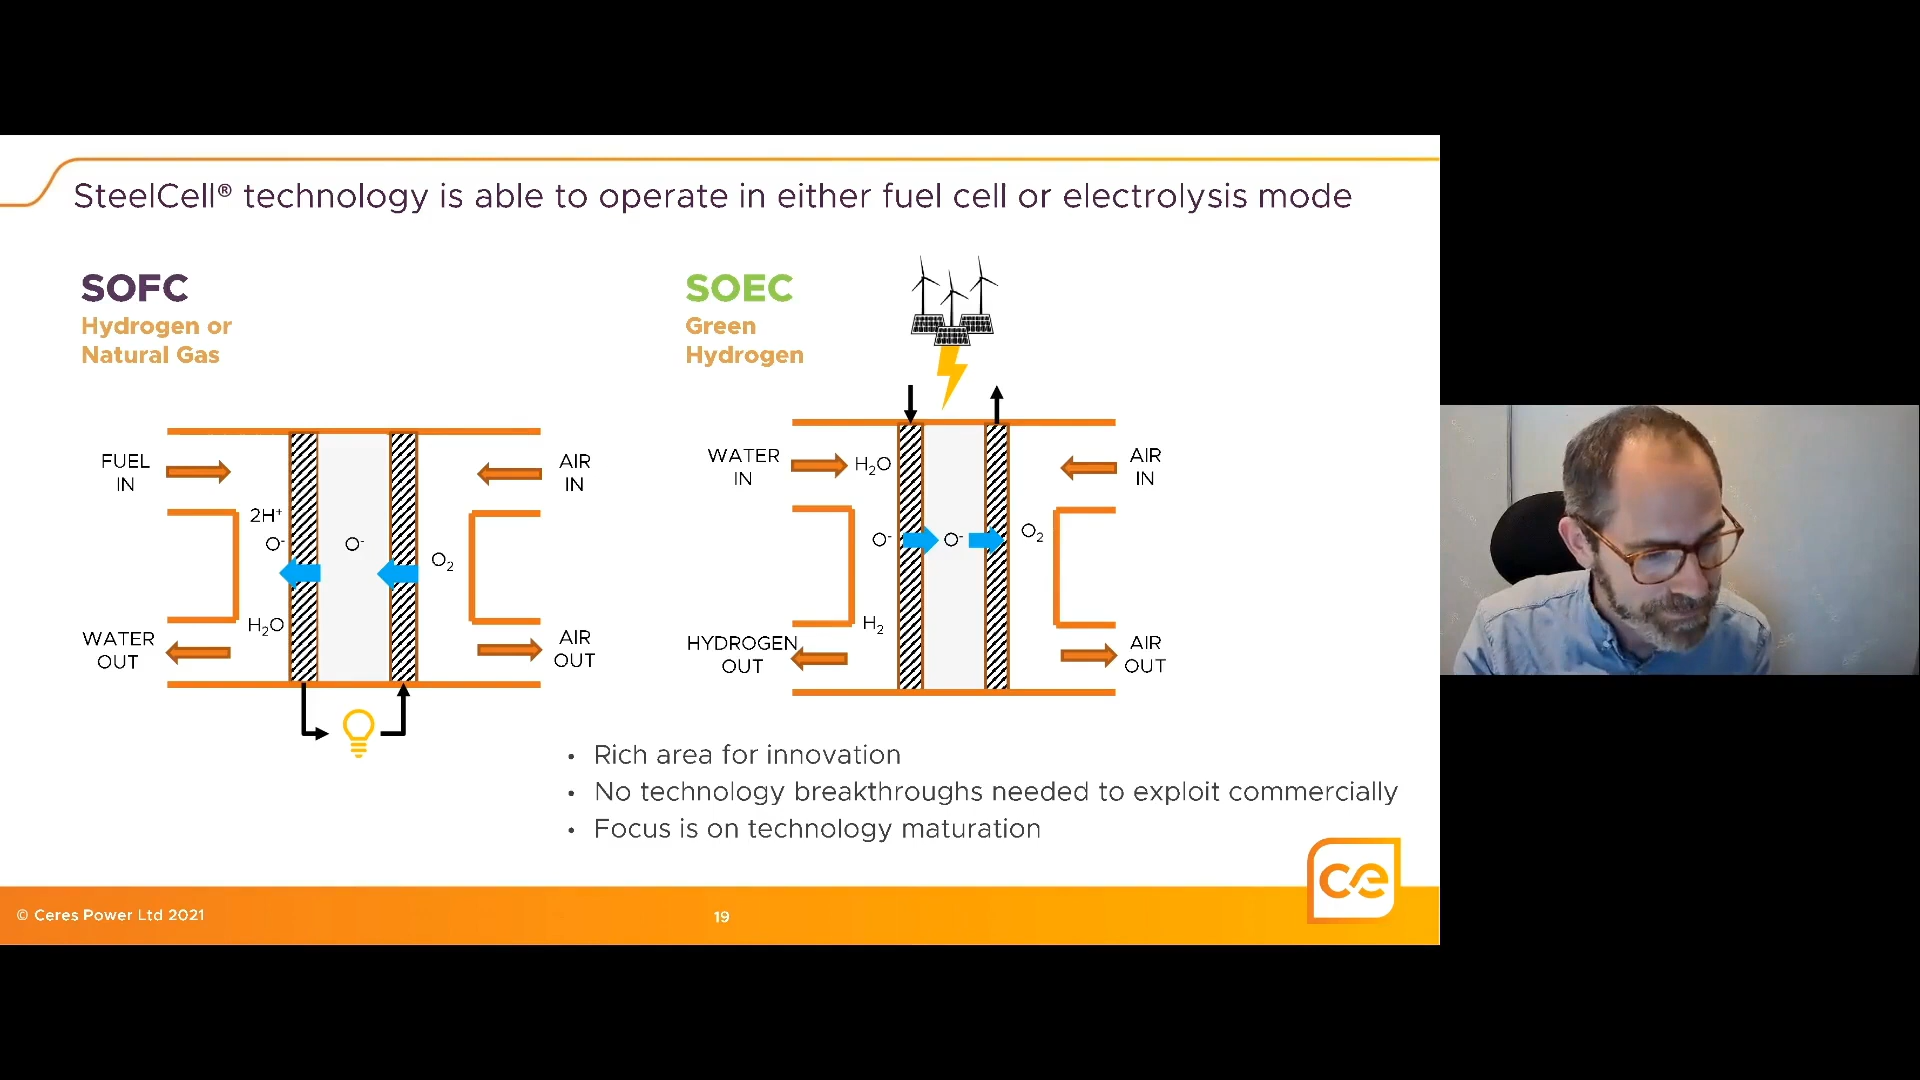 SteelCell® technology is able to operate in either fuel cell or electrolysis mode
SOFC
Hydrogen or
Natural Gas
FUEL
IN
AIR
IN
2H⁺
O⁻
O⁻
O₂
H₂O
WATER
OUT
AIR
OUT
SOEC
Green
Hydrogen
WATER
IN
H₂O
AIR
IN
O⁻
O⁻
O₂
H₂
HYDROGEN
OUT
AIR
OUT
• Rich area for innovation
• No technology breakthroughs needed to exploit commercially
• Focus is on technology maturation
ce
© Ceres Power Ltd 2021
19